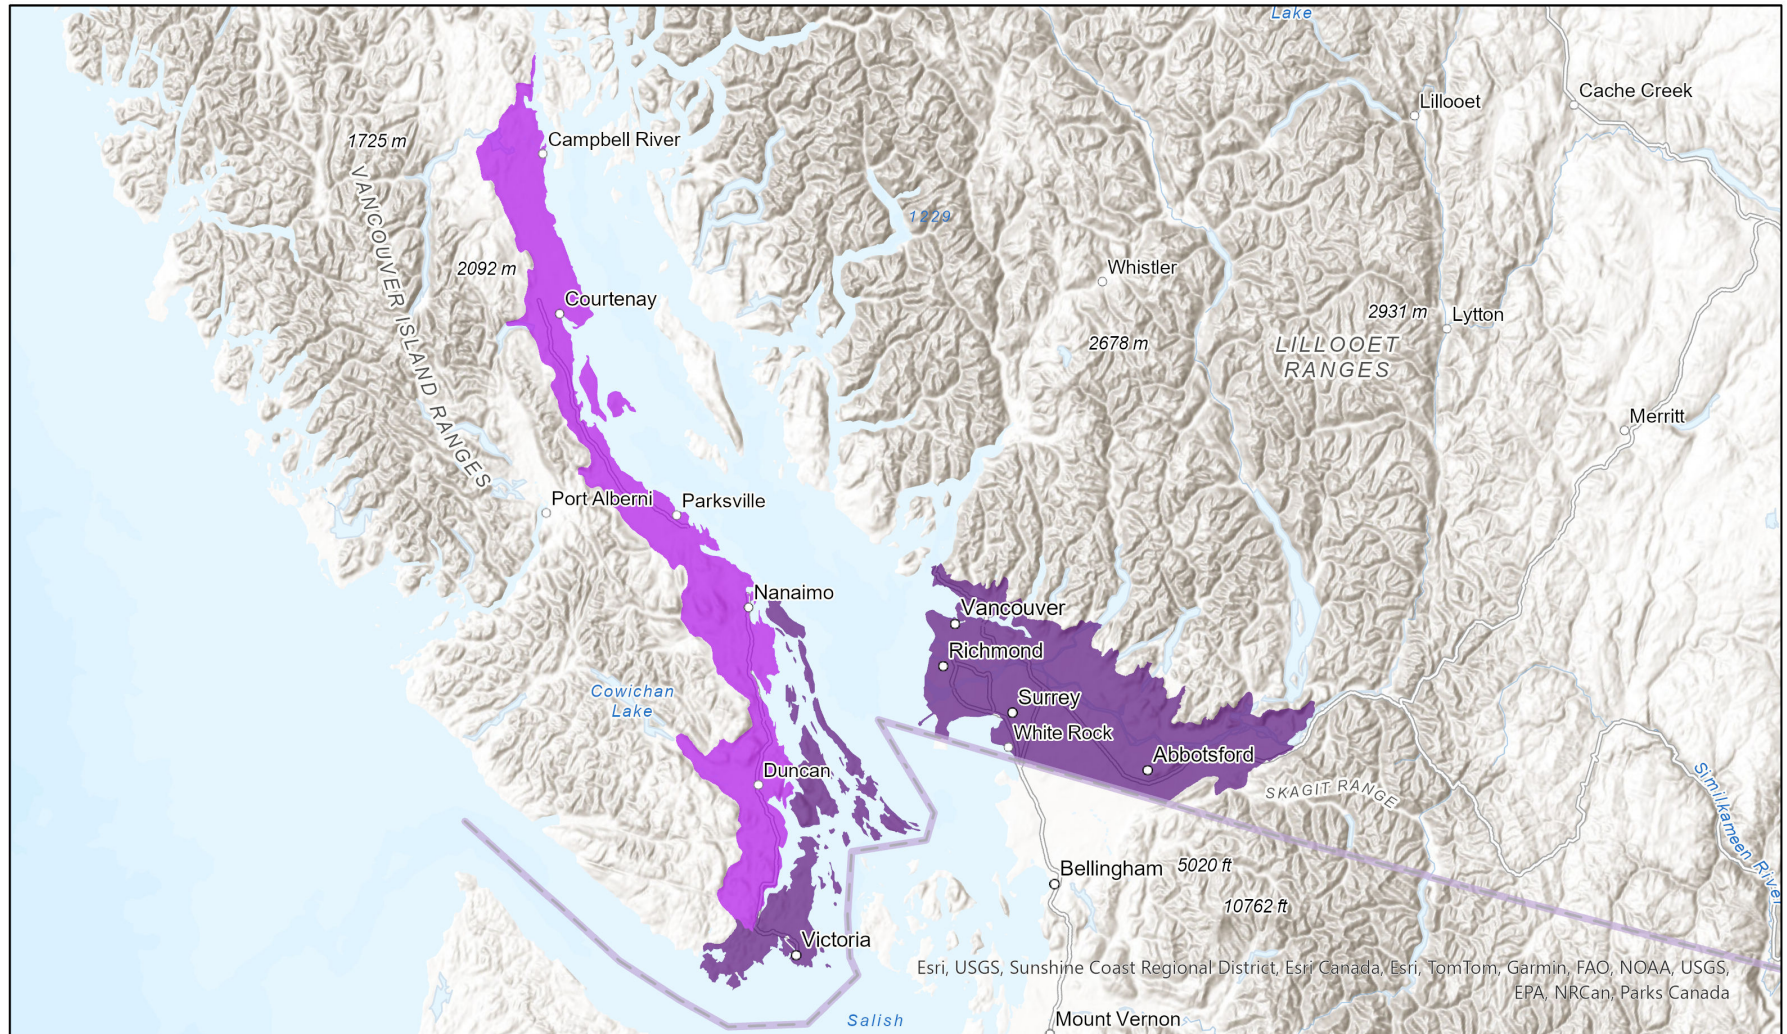 Lake
Cache Creek
Lillooet
Campbell River
1725 m
VANCOUVER ISLAND RANGES
1229
2092 m
Whistler
Courtenay
2931 m
Lytton
2678 m
LILLOOET
RANGES
Merritt
Port Alberni
Parksville
Nanaimo
Vancouver
Richmond
Cowichan
Lake
Surrey
White Rock
Abbotsford
Duncan
SKAGIT RANGE
Similkameen River
Bellingham
5020 ft
10762 ft
Victoria
Esri, USGS, Sunshine Coast Regional District, Esri Canada, Esri, TomTom, Garmin, FAO, NOAA, USGS,
EPA, NRCan, Parks Canada
Salish
Mount Vernon